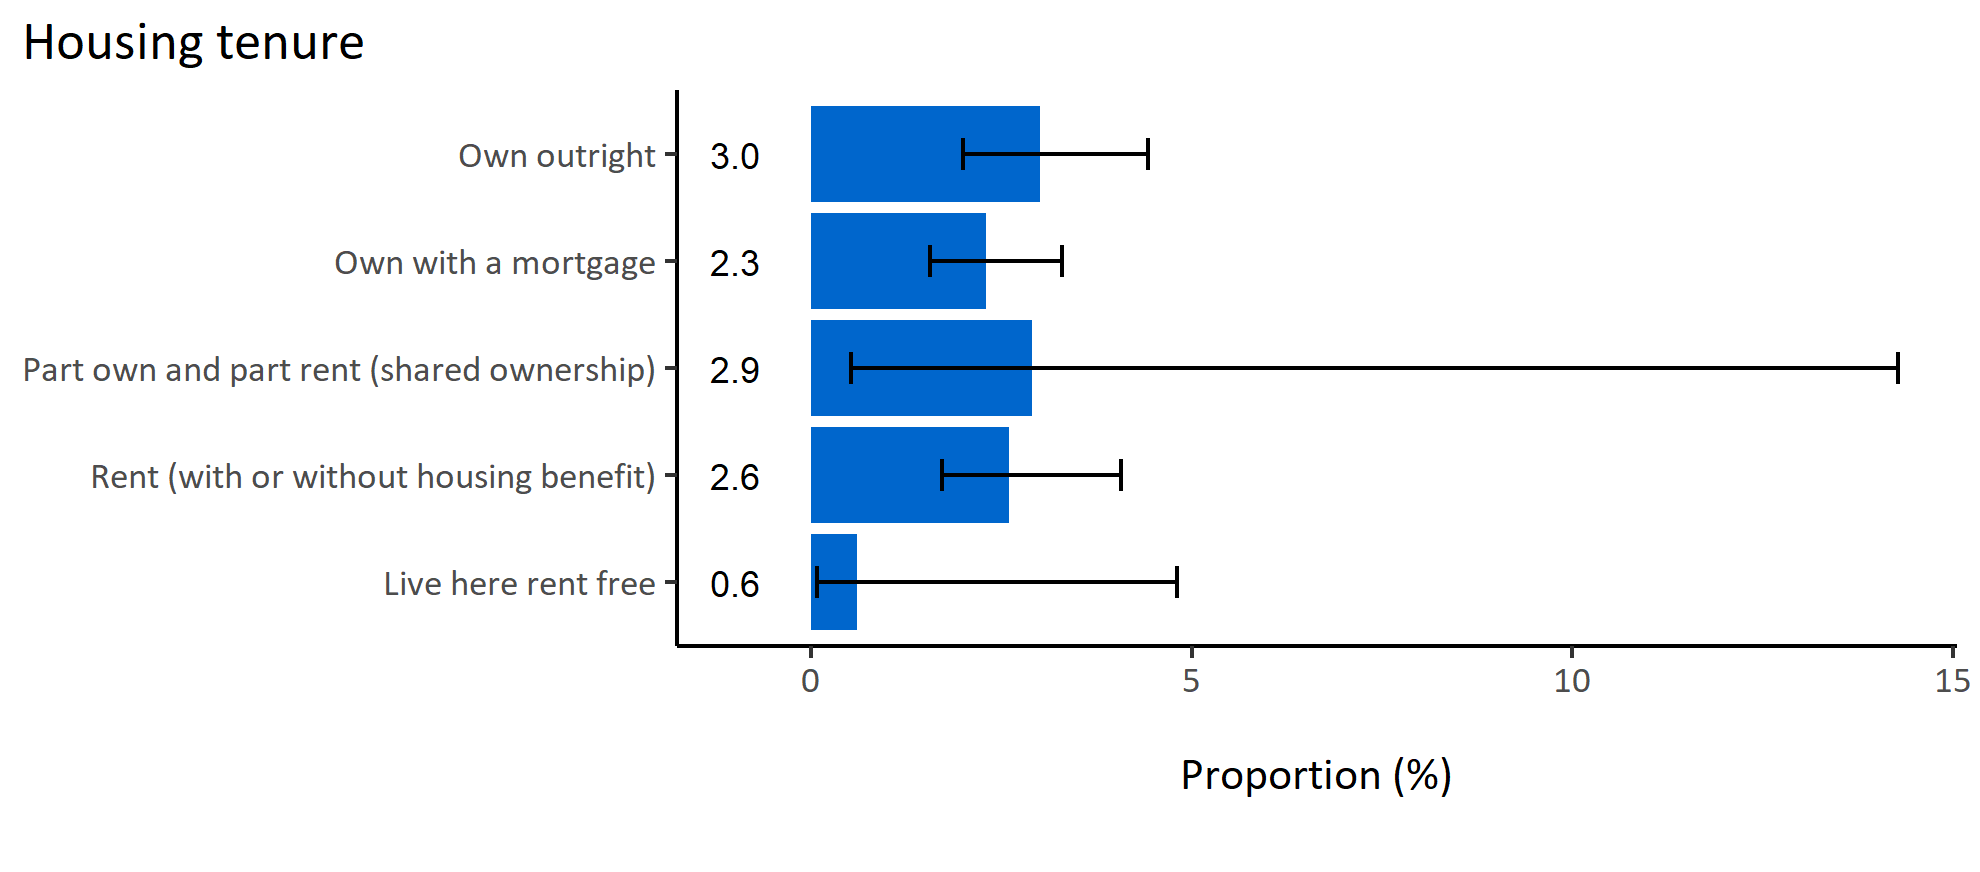 Housing tenure
Own outright 3.0
Own with a mortgage 2.3
Part own and part rent (shared ownership) 2.9
Rent (with or without housing benefit) 2.6
Live here rent free 0.6
0 5 10 15
Proportion (%)